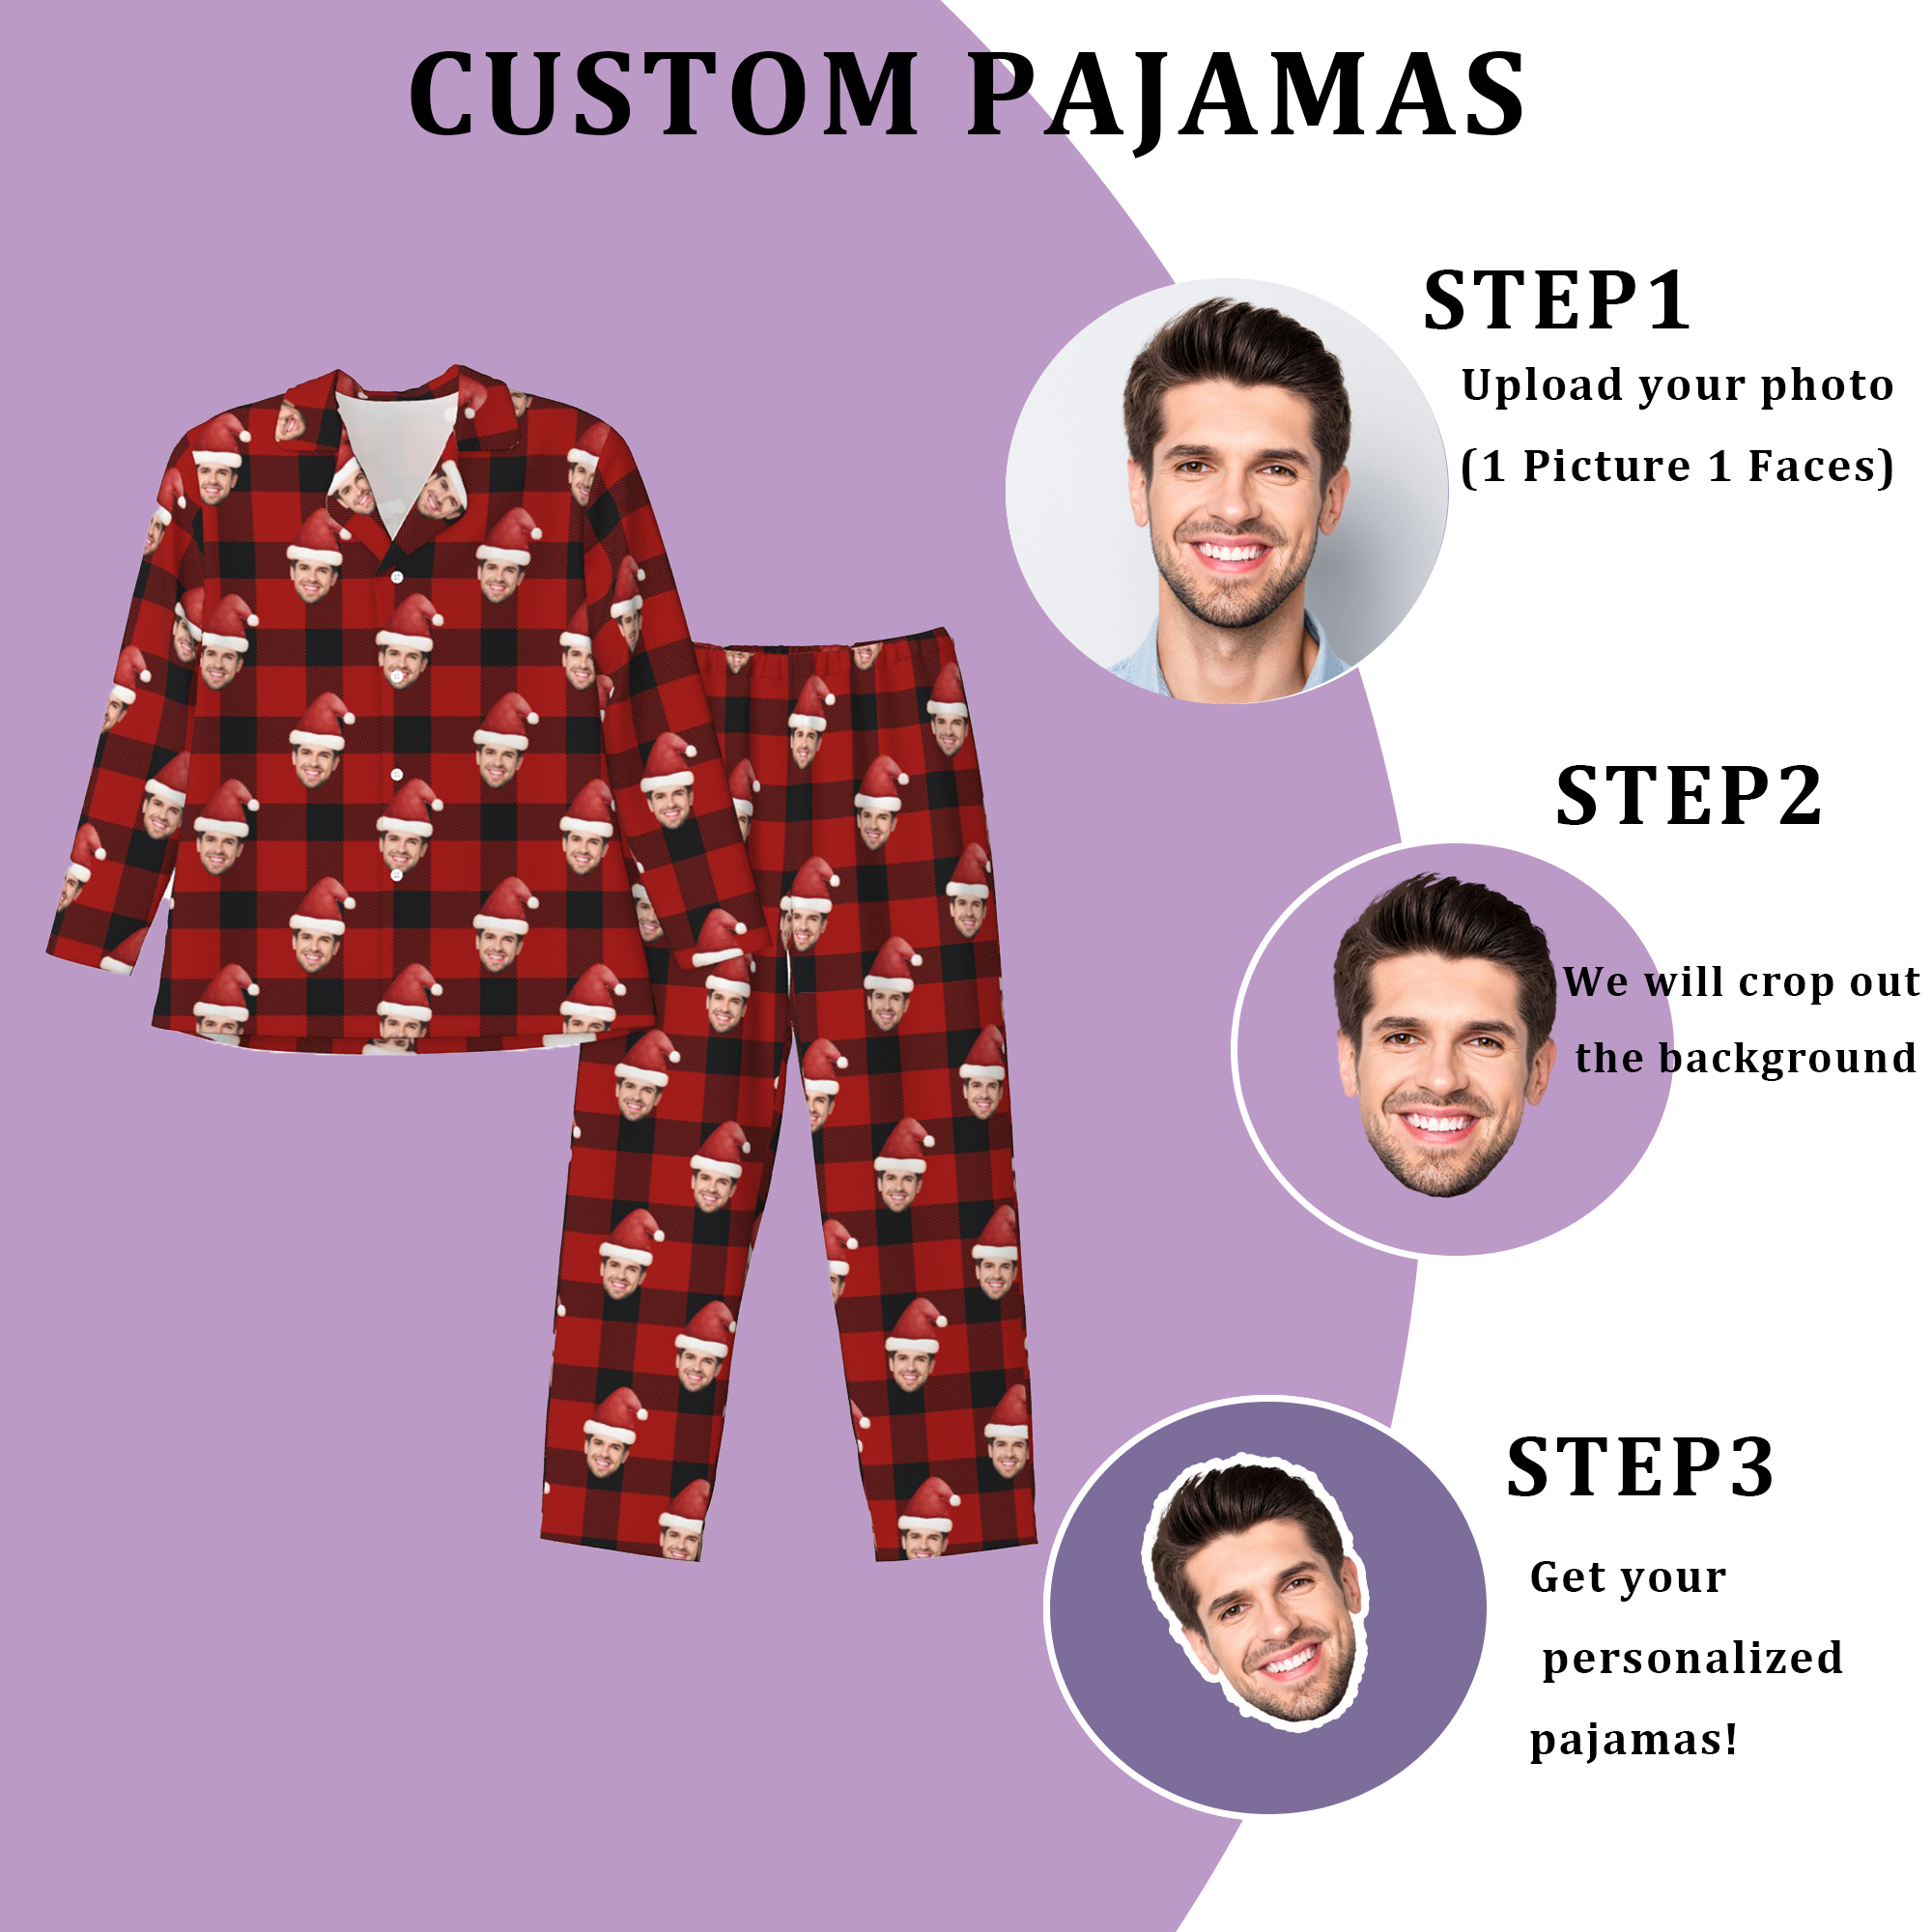 CUSTOM PAJAMAS
STEP1
Upload your photo
(1 Picture 1 Faces)
STEP2
We will crop out
the background
STEP3
Get your
personalized
pajamas!